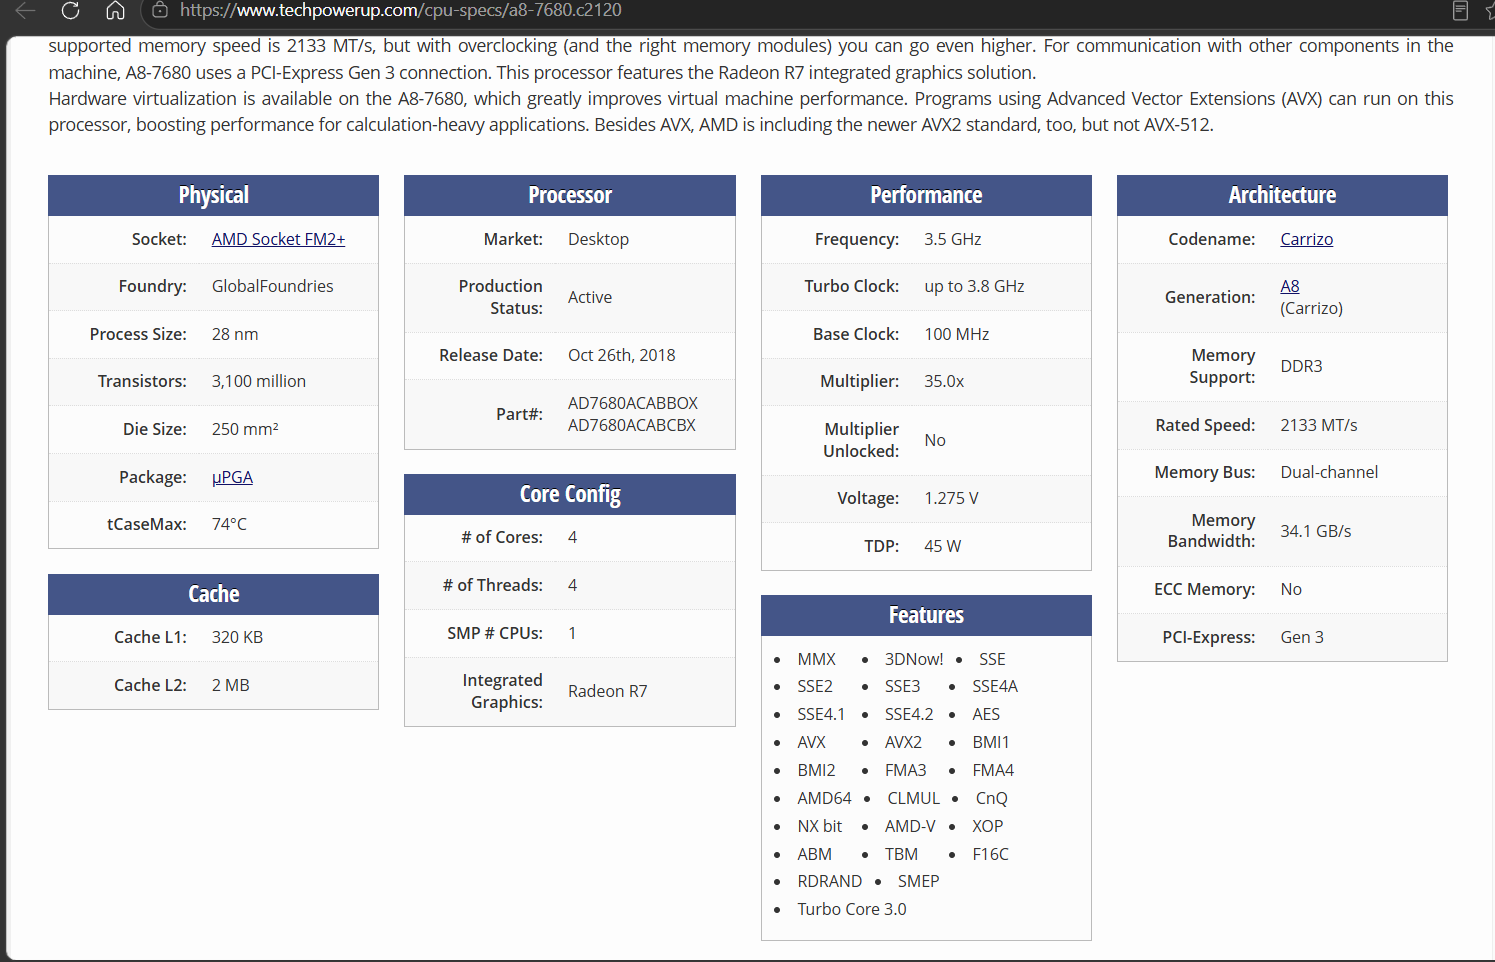 https://www.techpowerup.com/cpu-specs/a8-7680.c2120
supported memory speed is 2133 MT/s, but with overclocking (and the right memory modules) you can go even higher. For communication with other components in the
machine, A8-7680 uses a PCI-Express Gen 3 connection. This processor features the Radeon R7 integrated graphics solution.
Hardware virtualization is available on the A8-7680, which greatly improves virtual machine performance. Programs using Advanced Vector Extensions (AVX) can run on this
processor, boosting performance for calculation-heavy applications. Besides AVX, AMD is including the newer AVX2 standard, too, but not AVX-512.
Physical
Socket: AMD Socket FM2+
Foundry: GlobalFoundries
Process Size: 28 nm
Transistors: 3,100 million
Die Size: 250 mm²
Package: µPGA
tCaseMax: 74°C
Cache
Cache L1: 320 KB
Cache L2: 2 MB
Processor
Market: Desktop
Production
Status: Active
Release Date: Oct 26th, 2018
Part#: AD7680ACABBOX
AD7680ACABCBX
Core Config
# of Cores: 4
# of Threads: 4
SMP # CPUs: 1
Integrated
Graphics: Radeon R7
Performance
Frequency: 3.5 GHz
Turbo Clock: up to 3.8 GHz
Base Clock: 100 MHz
Multiplier: 35.0x
Multiplier
Unlocked: No
Voltage: 1.275 V
TDP: 45 W
Features
• MMX • 3DNow! • SSE
• SSE2 • SSE3 • SSE4A
• SSE4.1 • SSE4.2 • AES
• AVX • AVX2 • BMI1
• BMI2 • FMA3 • FMA4
• AMD64 • CLMUL • CnQ
• NX bit • AMD-V • XOP
• ABM • TBM • F16C
• RDRAND • SMEP
• Turbo Core 3.0
Architecture
Codename: Carrizo
Generation: A8
(Carrizo)
Memory
Support: DDR3
Rated Speed: 2133 MT/s
Memory Bus: Dual-channel
Memory
Bandwidth: 34.1 GB/s
ECC Memory: No
PCI-Express: Gen 3